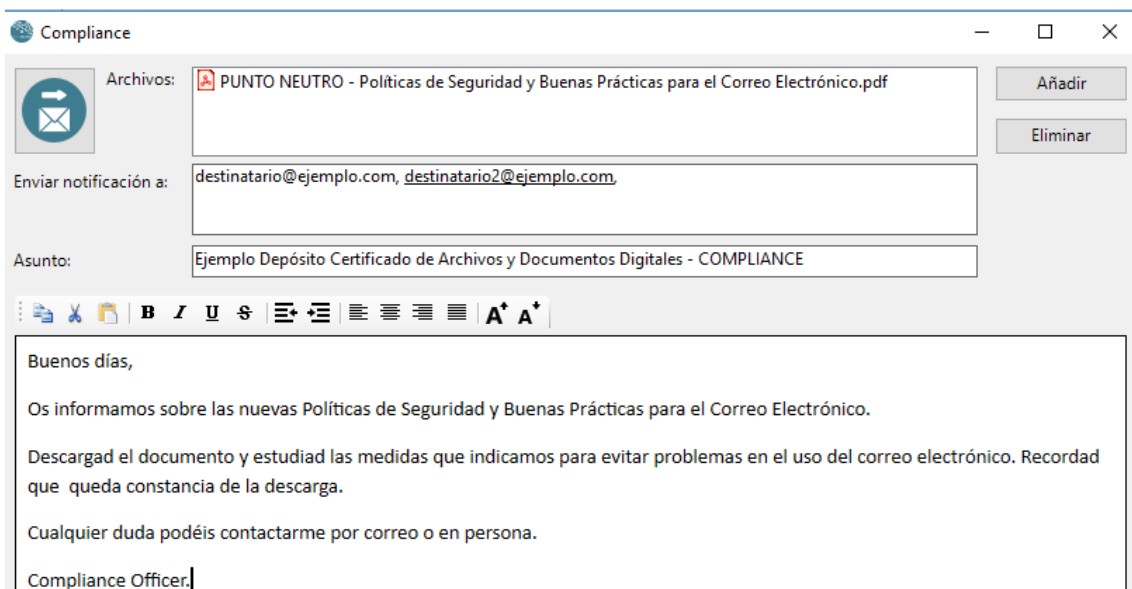 Compliance
Archivos:
PUNTO NEUTRO - Políticas de Seguridad y Buenas Prácticas para el Correo Electrónico.pdf
Añadir
Eliminar
Enviar notificación a:
destinatario@ejemplo.com, destinatario2@ejemplo.com,
Asunto:
Ejemplo Depósito Certificado de Archivos y Documentos Digitales - COMPLIANCE
B I U S A A
Buenos días,
Os informamos sobre las nuevas Políticas de Seguridad y Buenas Prácticas para el Correo Electrónico.
Descargad el documento y estudiad las medidas que indicamos para evitar problemas en el uso del correo electrónico. Recordad
que  queda constancia de la descarga.
Cualquier duda podéis contactarme por correo o en persona.
Compliance Officer.